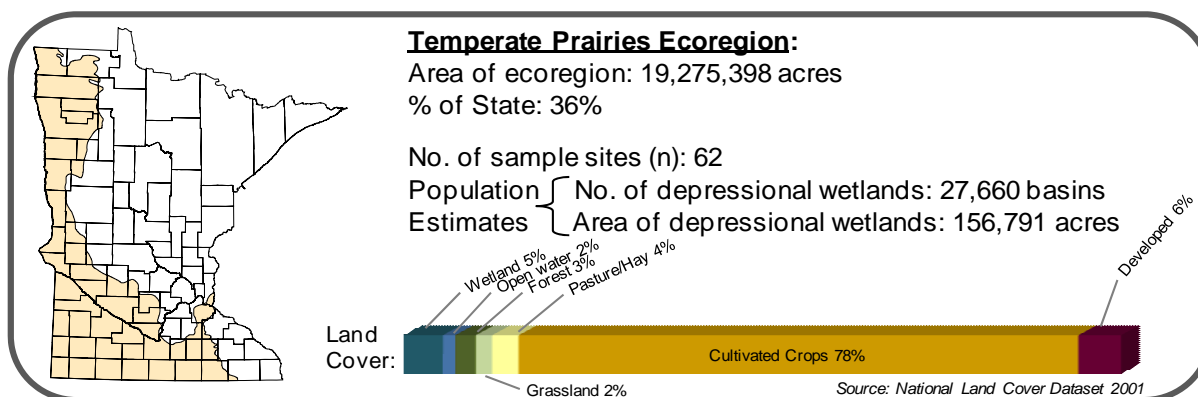 Temperate Prairies Ecoregion:
Area of ecoregion: 19,275,398 acres
% of State: 36%
No. of sample sites (n): 62
Population Estimates
No. of depressional wetlands: 27,660 basins
Area of depressional wetlands: 156,791 acres
Land Cover:
Wetland 5%
Open water 2%
Forest 3%
Pasture/Hay 4%
Developed 6%
Cultivated Crops 78%
Grassland 2%
Source: National Land Cover Dataset 2001